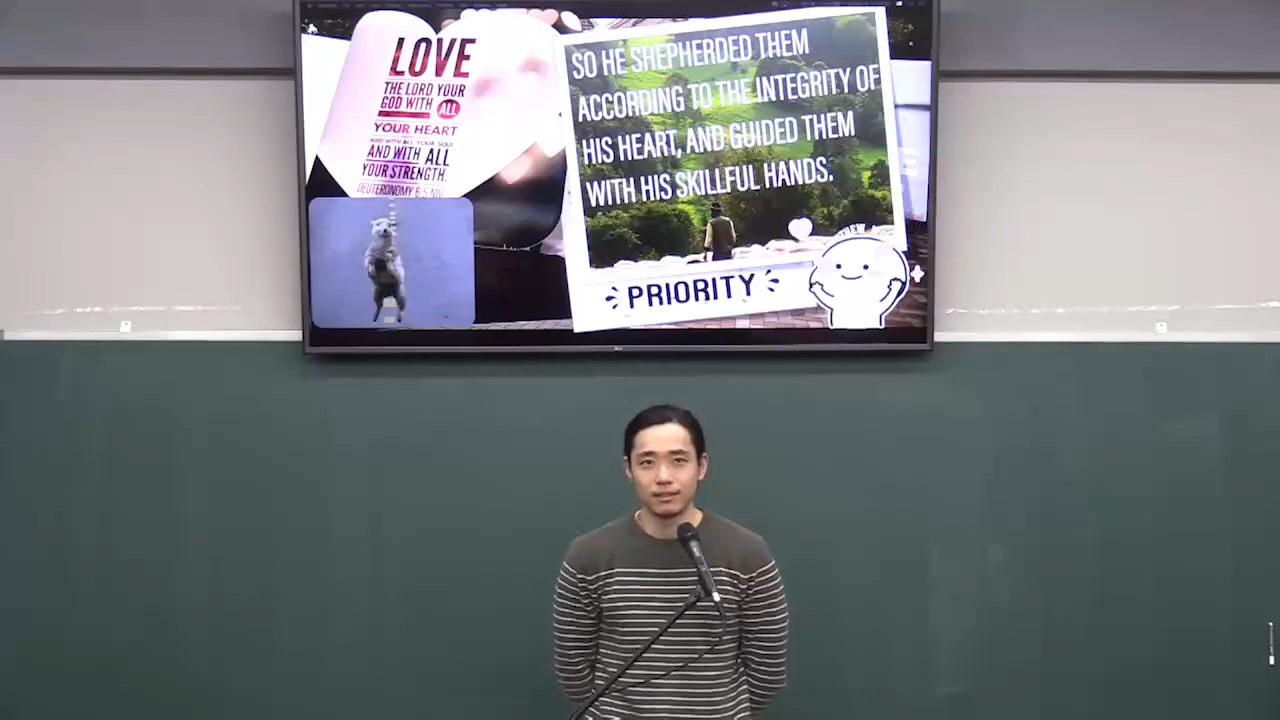 LOVE
THE LORD YOUR
GOD WITH ALL
YOUR HEART
AND WITH ALL YOUR SOUL
AND WITH ALL
YOUR STRENGTH.
DEUTERONOMY 6:5 NIV
SO HE SHEPHERDED THEM
ACCORDING TO THE INTEGRITY OF
HIS HEART, AND GUIDED THEM
WITH HIS SKILLFUL HANDS.
PRIORITY